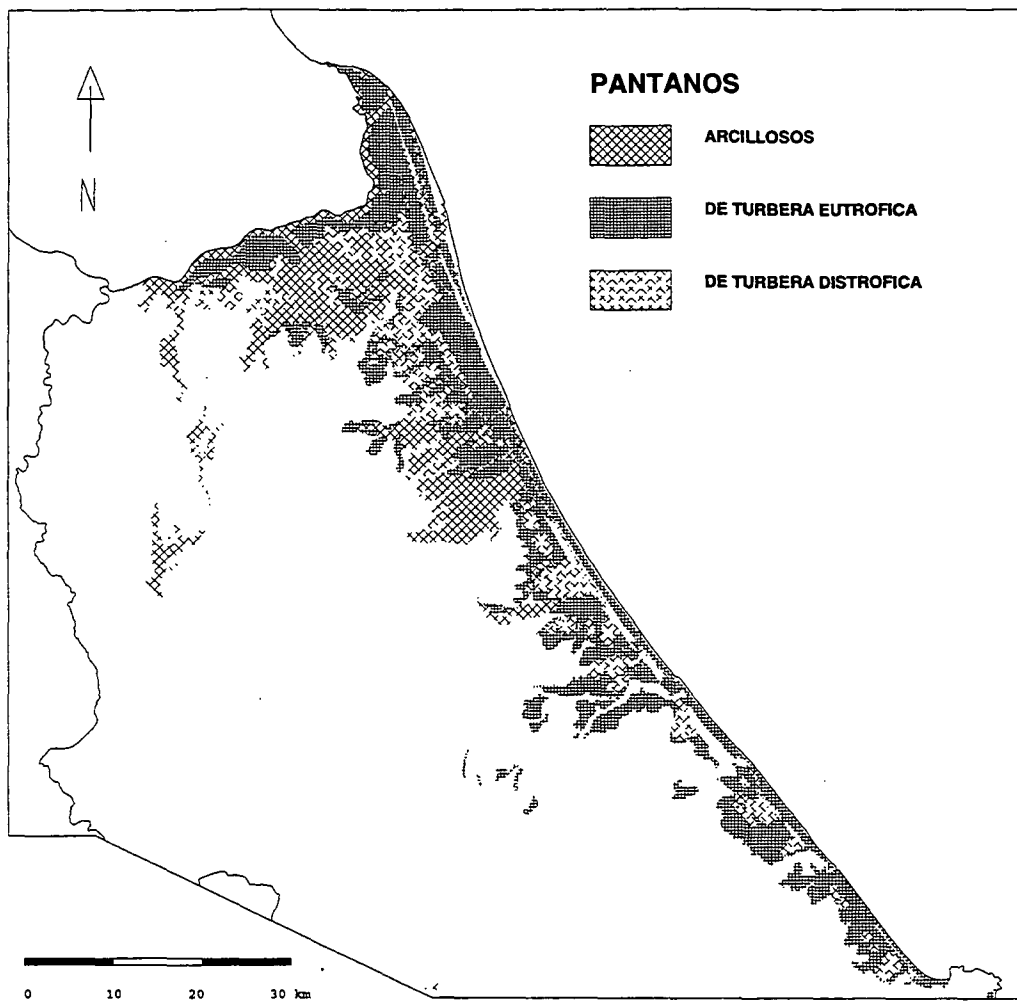 PANTANOS
ARCILLOSOS
DE TURBERA EUTROFICA
DE TURBERA DISTROFICA
N
0 10 20 30 km